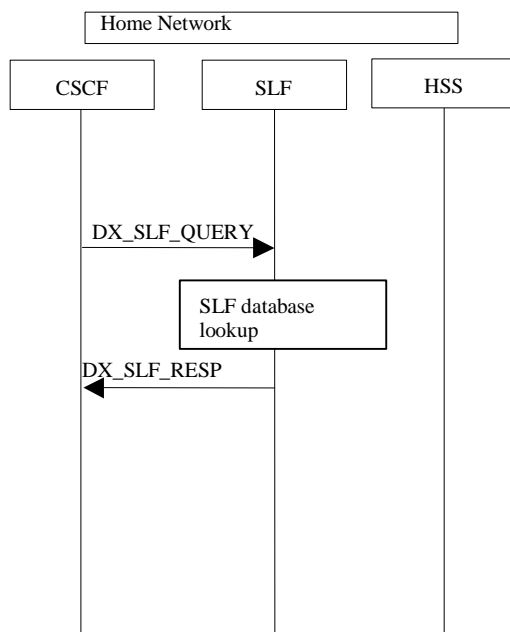 Home Network
CSCF
SLF
HSS
DX_SLF_QUERY
SLF database
lookup
DX_SLF_RESP